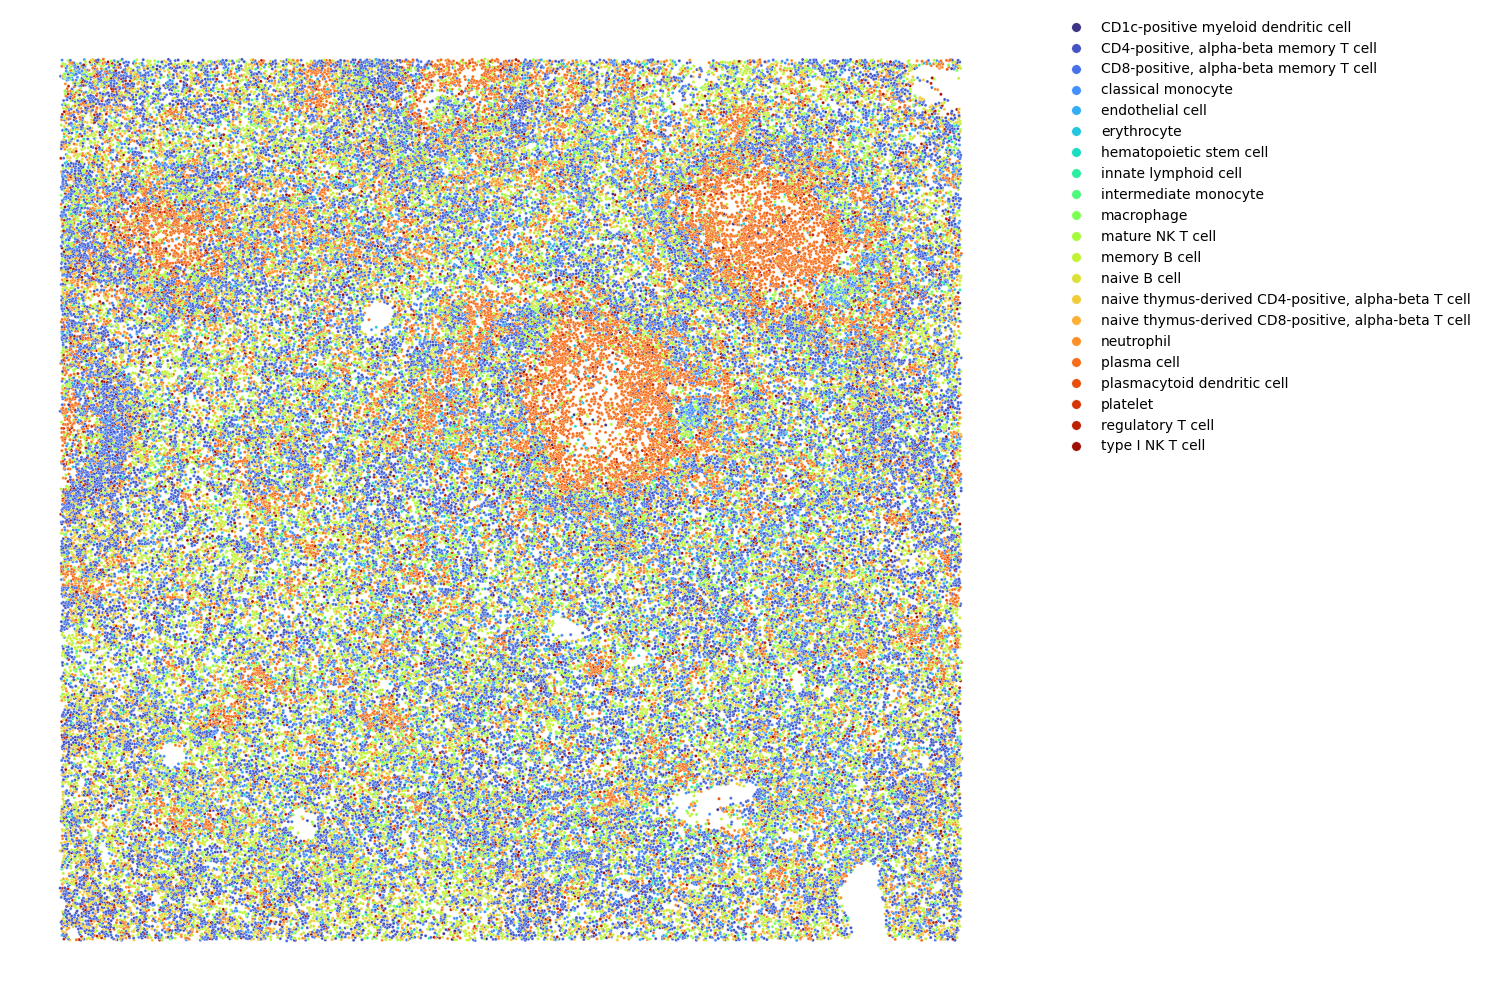 CD1c-positive myeloid dendritic cell
CD4-positive, alpha-beta memory T cell
CD8-positive, alpha-beta memory T cell
classical monocyte
endothelial cell
erythrocyte
hematopoietic stem cell
innate lymphoid cell
intermediate monocyte
macrophage
mature NK T cell
memory B cell
naive B cell
naive thymus-derived CD4-positive, alpha-beta T cell
naive thymus-derived CD8-positive, alpha-beta T cell
neutrophil
plasma cell
plasmacytoid dendritic cell
platelet
regulatory T cell
type I NK T cell